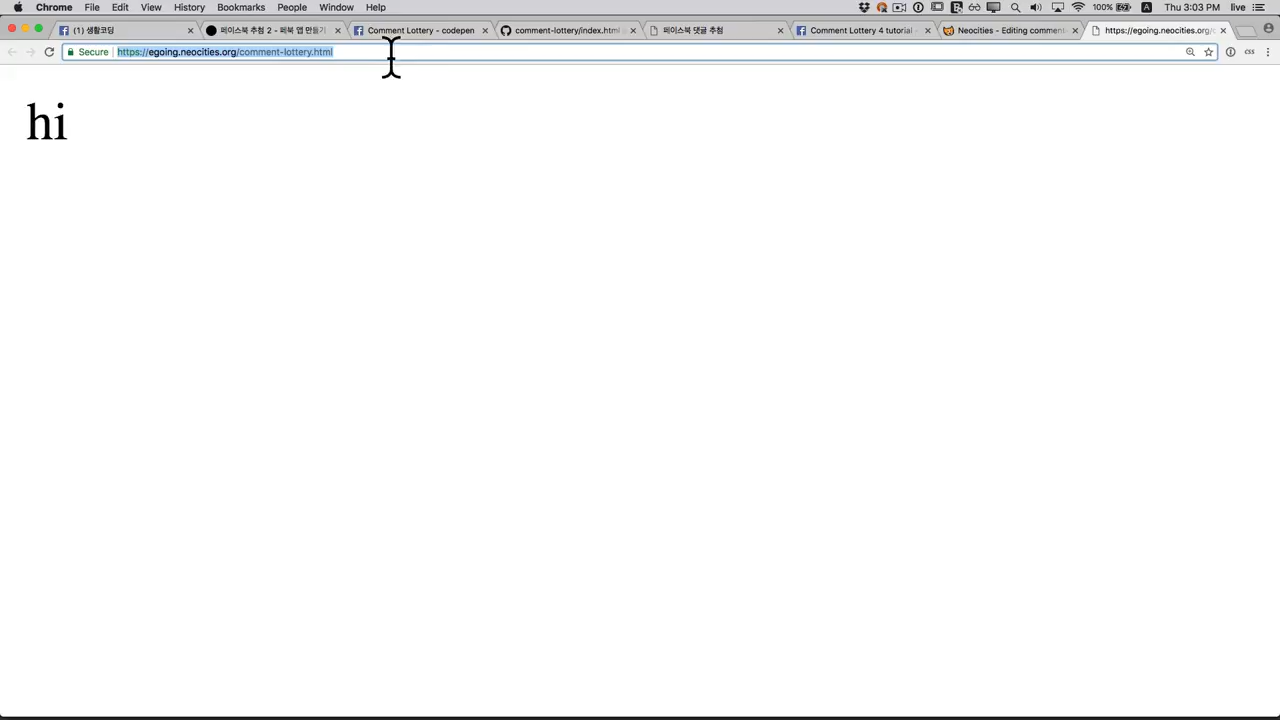 Chrome File Edit View History Bookmarks People Window Help 100% Thu 3:03 PM live
(1) 생활코딩 페이스북 추첨 2 - 페북 앱 만들기 Comment Lottery - codepen comment-lottery/index.html 페이스북 댓글 추첨 Comment Lottery 4 tutorial - Neocities - Editing comment- https://egoing.neocities.org/c
Secure https://egoing.neocities.org/comment-lottery.html css
hi